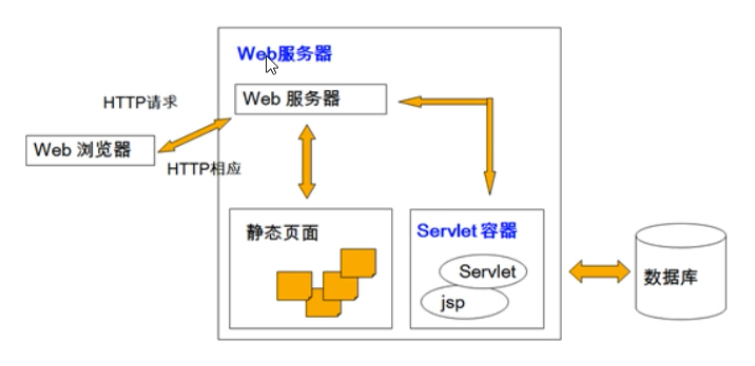 Web服务器
Web 服务器
HTTP请求
Web 浏览器
HTTP相应
静态页面
Servlet 容器
Servlet
jsp
数据库